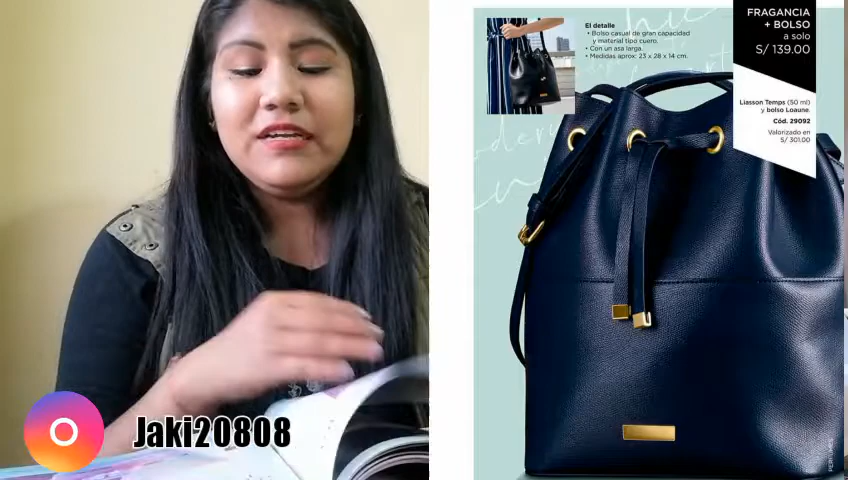 El detalle
• Bolso casual de gran capacidad
y material tipo cuero.
• Con un asa larga.
• Medidas aprox: 23 x 28 x 14 cm.
FRAGANCIA
+ BOLSO
a solo
S/ 139.00
Liasson Temps (50 ml)
y bolso Loaune.
Cód. 29092
Valorizado en
S/ 301.00
Jaki20808